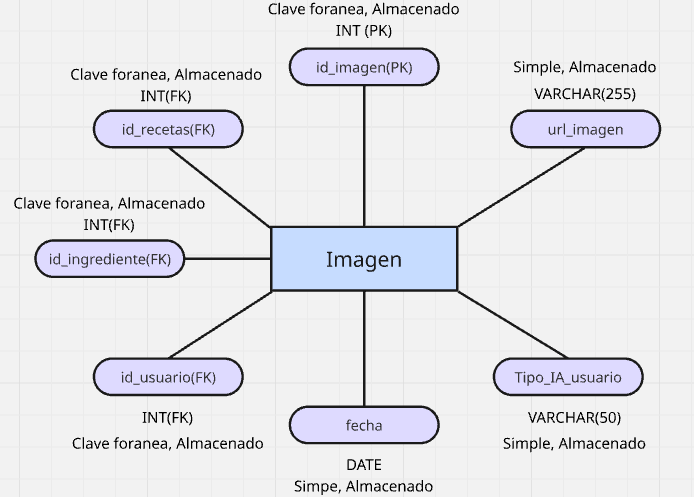 Clave foranea, Almacenado
INT (PK)
id_imagen(PK)
Clave foranea, Almacenado
INT(FK)
id_recetas(FK)
Simple, Almacenado
VARCHAR(255)
url_imagen
Clave foranea, Almacenado
INT(FK)
id_ingrediente(FK)
Imagen
id_usuario(FK)
INT(FK)
Clave foranea, Almacenado
fecha
DATE
Simpe, Almacenado
Tipo_IA_usuario
VARCHAR(50)
Simple, Almacenado